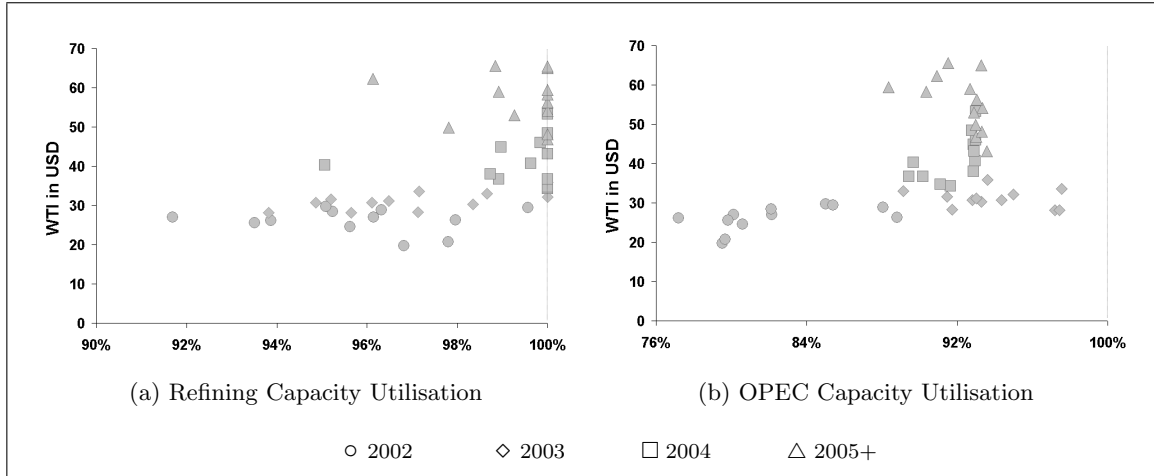 70
60
50
40
30
20
10
0
WTI in USD
90% 92% 94% 96% 98% 100%
(a) Refining Capacity Utilisation
70
60
50
40
30
20
10
0
WTI in USD
76% 84% 92% 100%
(b) OPEC Capacity Utilisation
2002 2003 2004 2005+